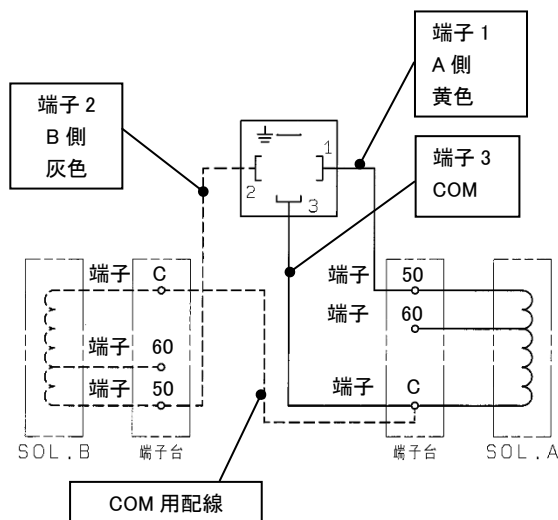 端子 1
A 側
黄色
端子 2
B 側
灰色
1
2
3
端子 3
COM
端子 C
端子 60
端子 50
端子 50
端子 60
端子 C
SOL.B
端子台
端子台
SOL.A
COM 用配線